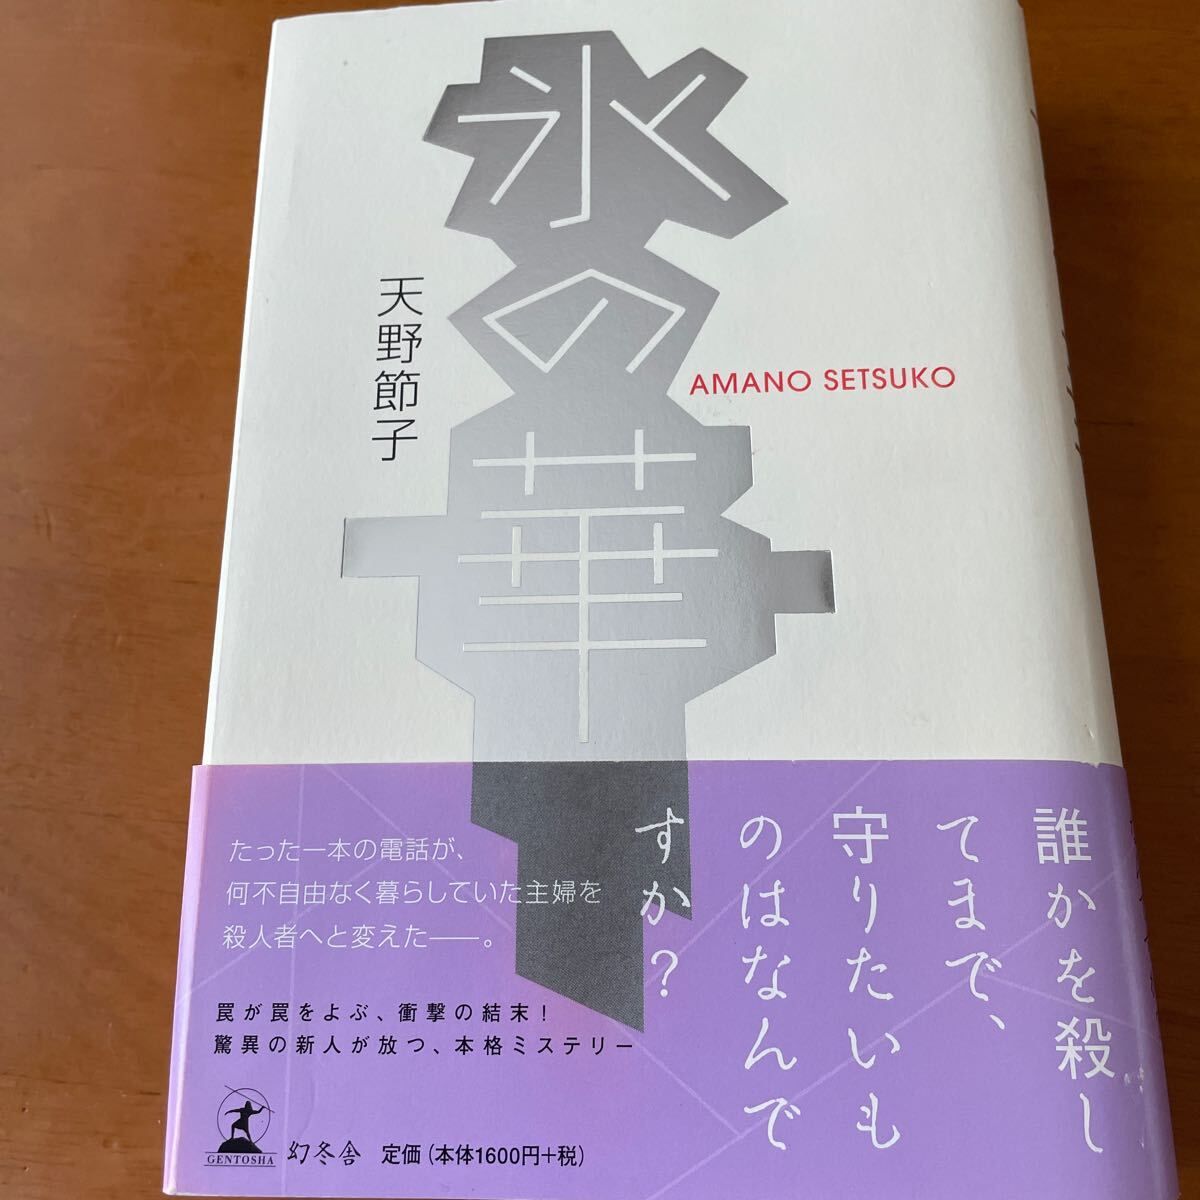 氷の華
天野節子
AMANO SETSUKO
誰かを殺し
てまで、
守りたいも
のはなんで
すか?
たった一本の電話が、
何不自由なく暮らしていた主婦を
殺人者へと変えた――。
罠が罠をよぶ、衝撃の結末!
驚異の新人が放つ、本格ミステリー
GENTOSHA
幻冬舎 定価(本体1600円+税)